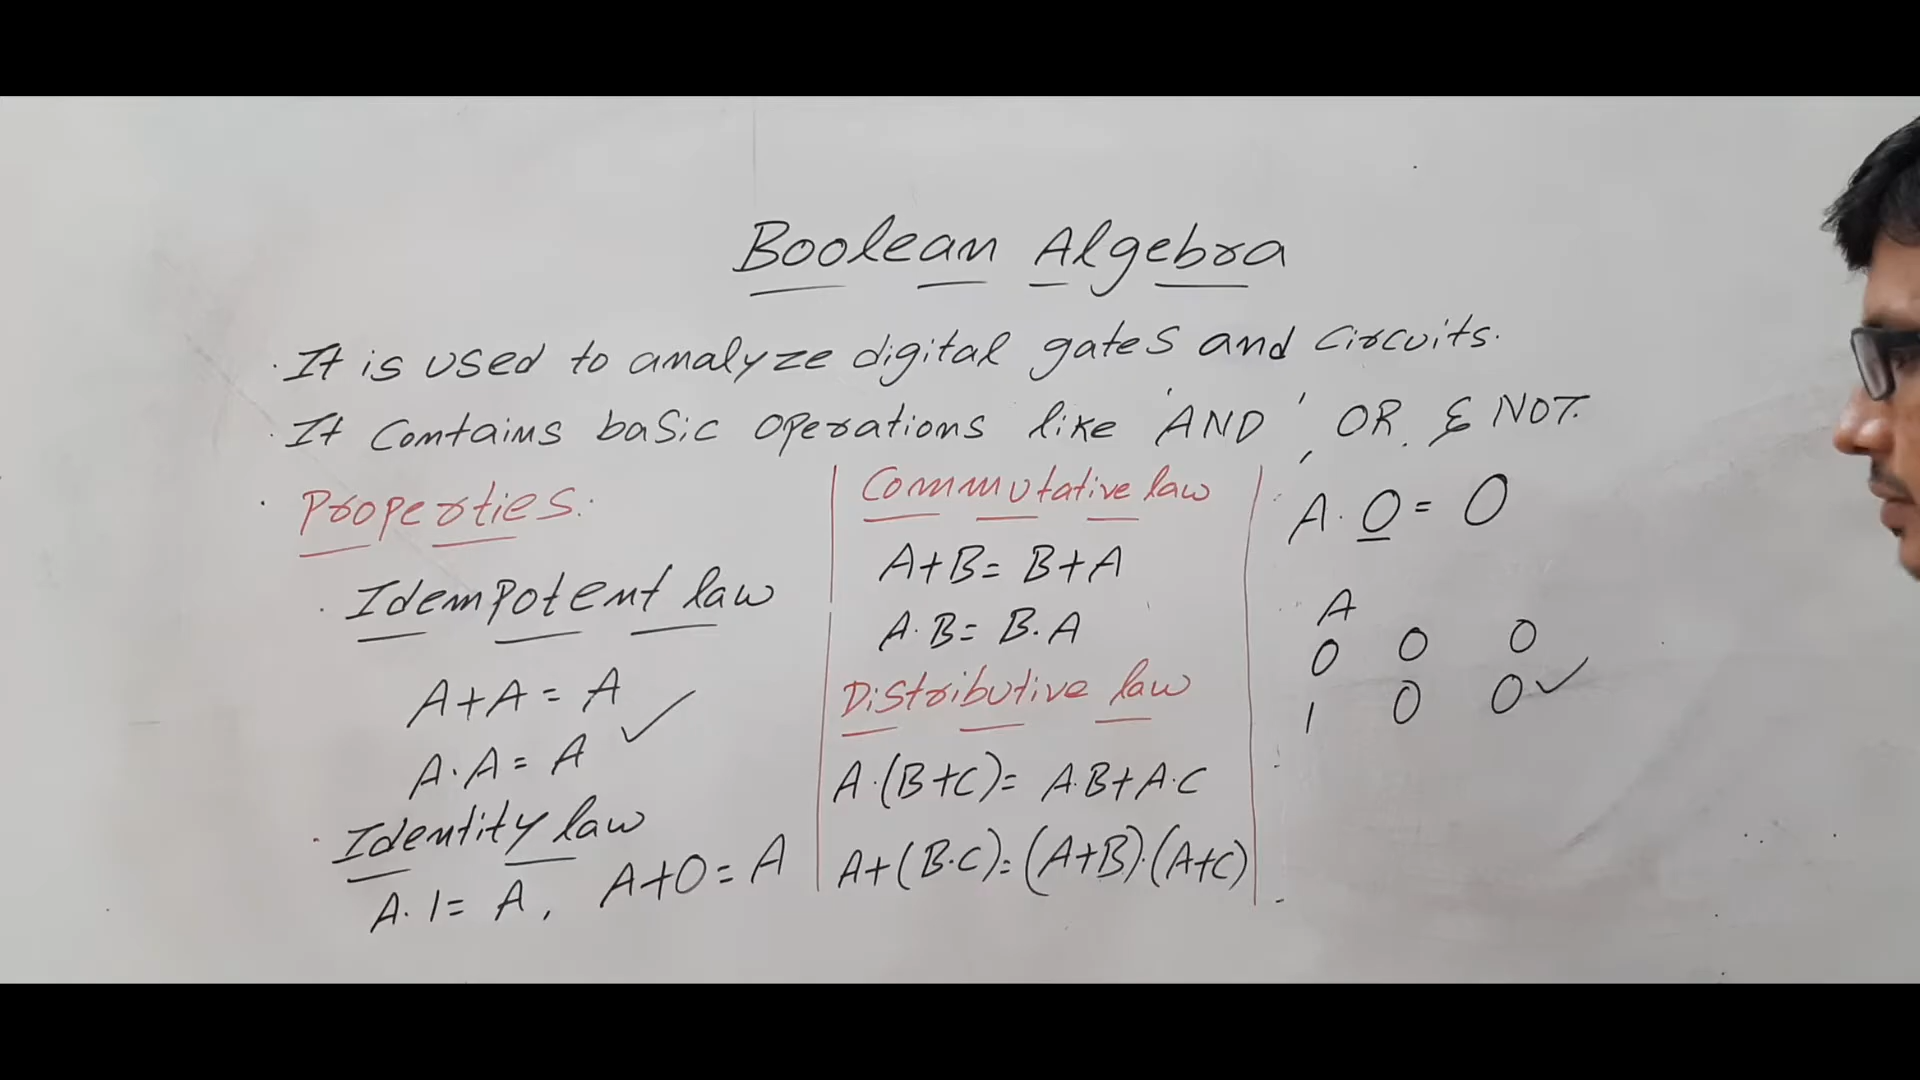 Boolean Algebra
· It is used to analyze digital gates and circuits.
· It contains basic operations like 'AND', OR, & NOT.
· Properties:
· Idempotent law
A+A = A
A·A = A ✓
· Identity law
A·1 = A, A+0 = A
Commutative law
A+B = B+A
A·B = B·A
Distributive law
A·(B+C) = A·B+A·C
A+(B·C) = (A+B)·(A+C)
A·0 = 0
A
0 0 0
1 0 0 ✓